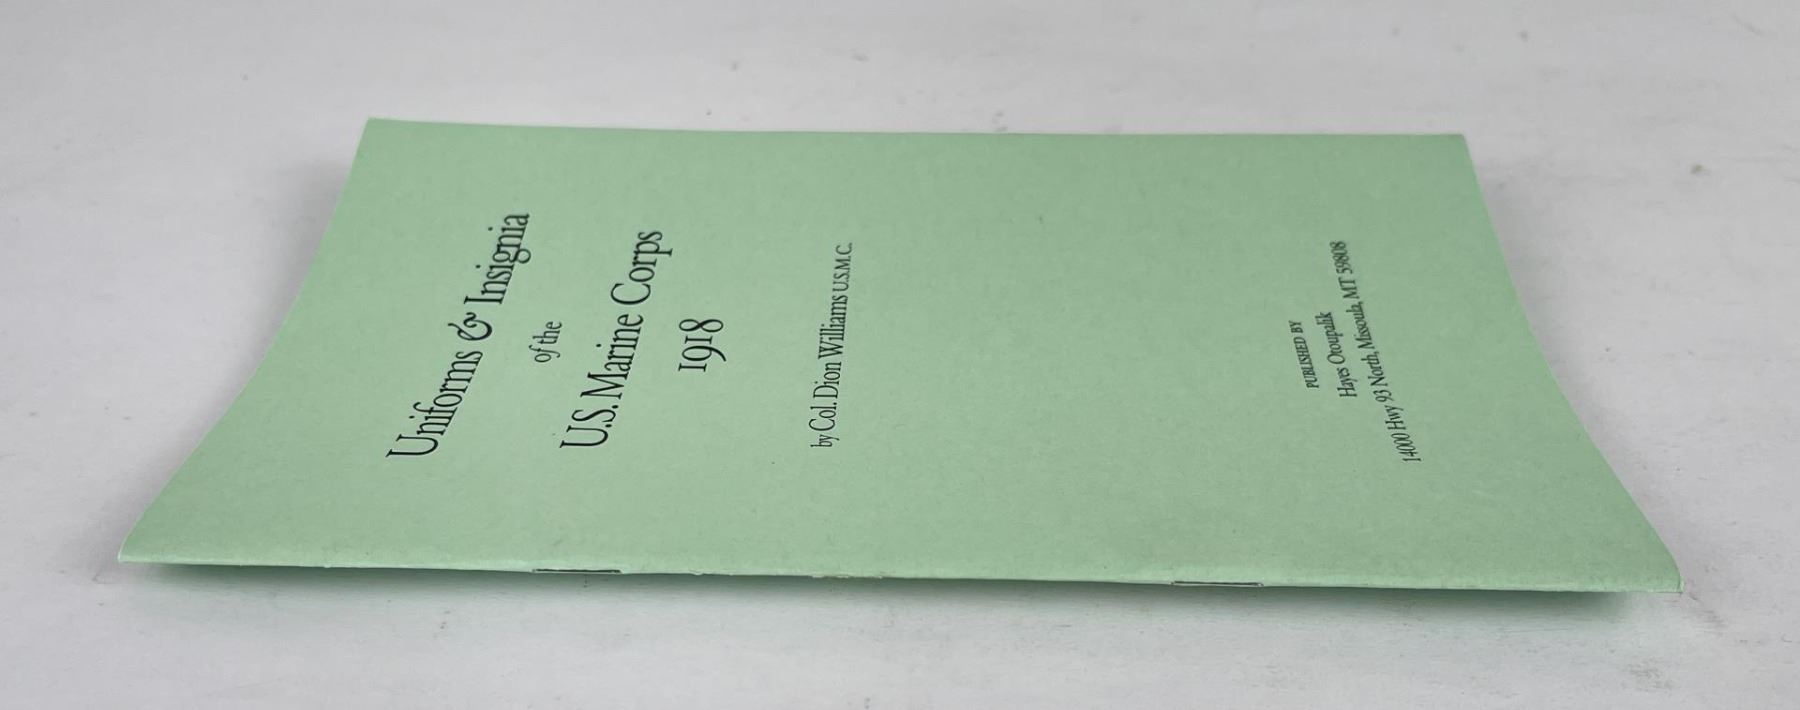 Uniforms & Insignia
of the
U.S. Marine Corps
1918
by Col. Dion Williams U.S.M.C.
PUBLISHED BY
Hayes Otoupalik
14000 Hwy 93 North, Missoula, MT 59808